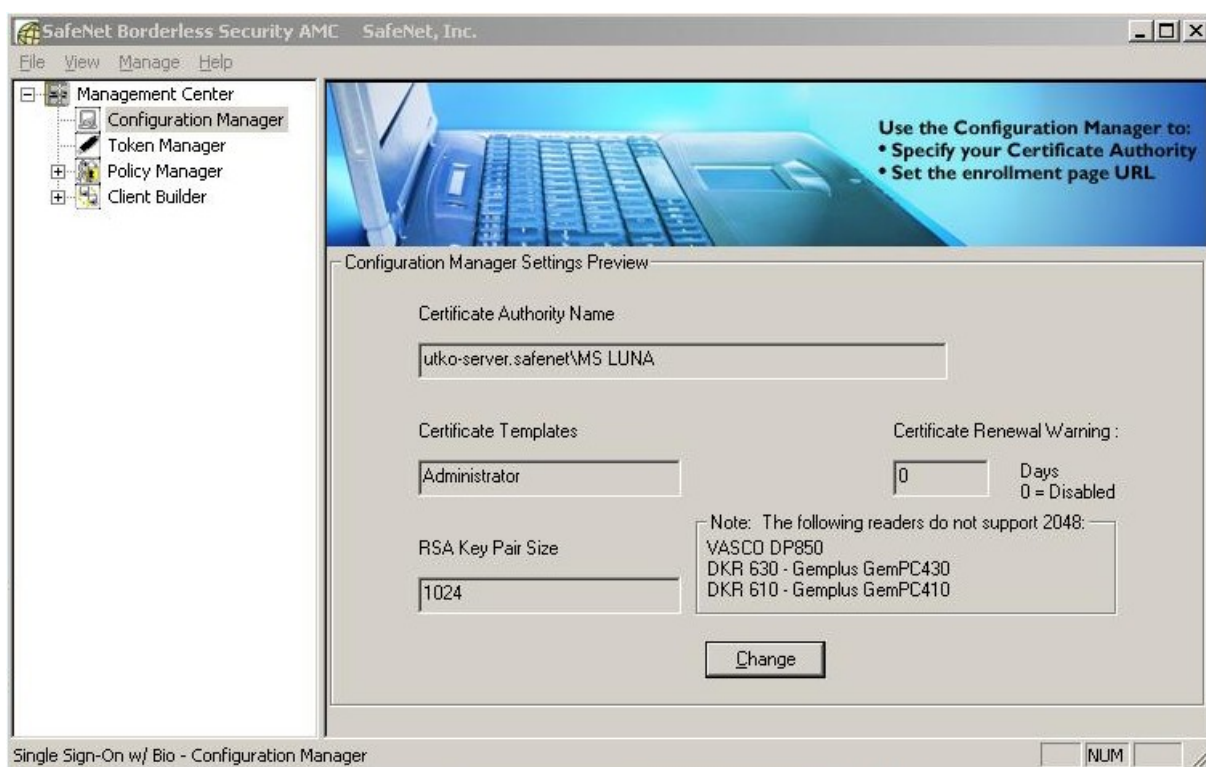 SafeNet Borderless Security AMC    SafeNet, Inc.
File View Manage Help
Management Center
Configuration Manager
Token Manager
Policy Manager
Client Builder
Use the Configuration Manager to:
• Specify your Certificate Authority
• Set the enrollment page URL
Configuration Manager Settings Preview
Certificate Authority Name
utko-server.safenet\MS LUNA
Certificate Templates
Administrator
Certificate Renewal Warning :
0
Days
0 = Disabled
RSA Key Pair Size
1024
Note: The following readers do not support 2048:
VASCO DP850
DKR 630 - Gemplus GemPC430
DKR 610 - Gemplus GemPC410
Change
Single Sign-On w/ Bio - Configuration Manager
NUM